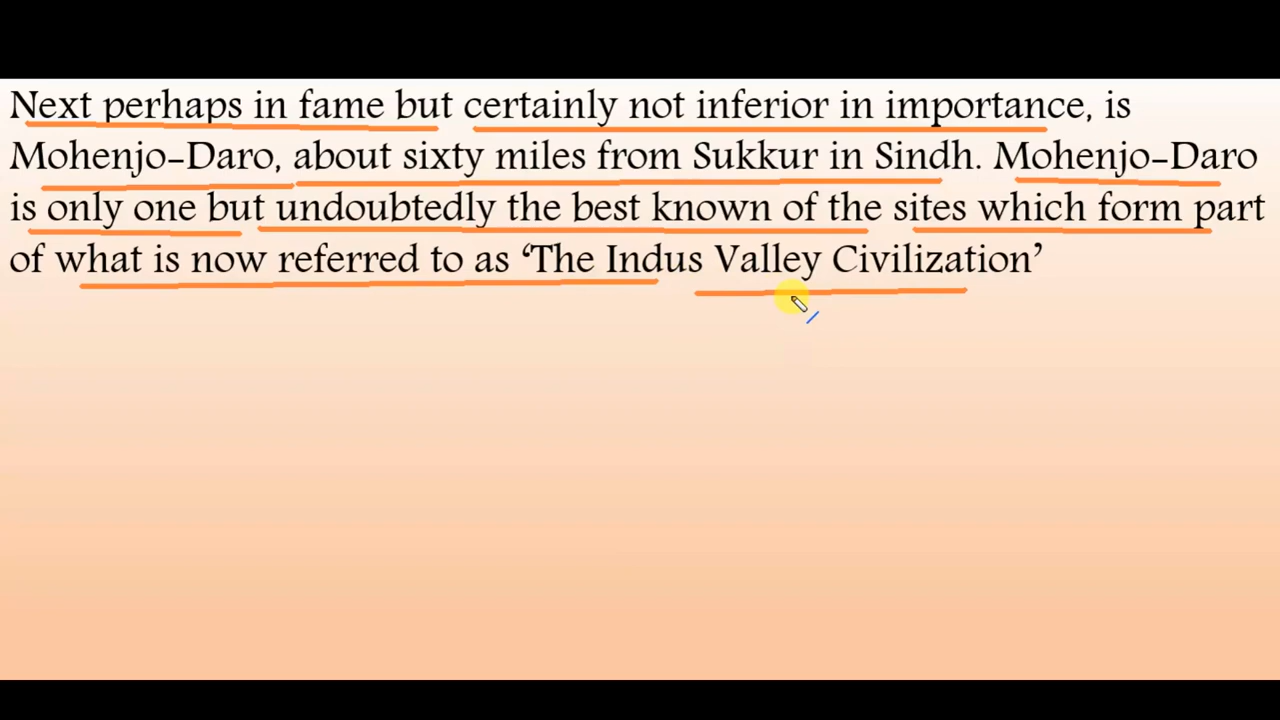 Next perhaps in fame but certainly not inferior in importance, is
Mohenjo-Daro, about sixty miles from Sukkur in Sindh. Mohenjo-Daro
is only one but undoubtedly the best known of the sites which form part
of what is now referred to as ‘The Indus Valley Civilization’